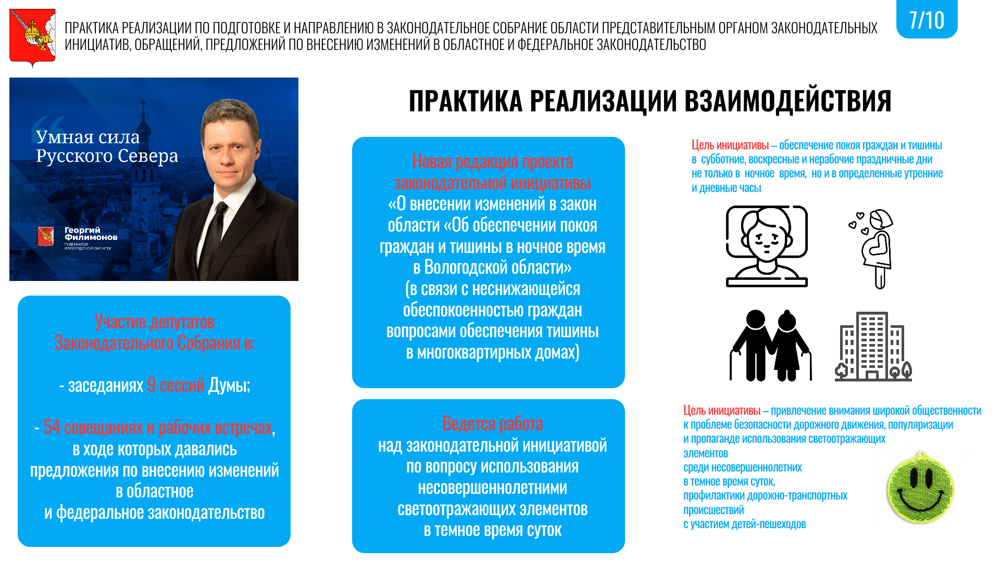 7/10
ПРАКТИКА РЕАЛИЗАЦИИ ПО ПОДГОТОВКЕ И НАПРАВЛЕНИЮ В ЗАКОНОДАТЕЛЬНОЕ СОБРАНИЕ ОБЛАСТИ ПРЕДСТАВИТЕЛЬНЫМ ОРГАНОМ ЗАКОНОДАТЕЛЬНЫХ
ИНИЦИАТИВ, ОБРАЩЕНИЙ, ПРЕДЛОЖЕНИЙ ПО ВНЕСЕНИЮ ИЗМЕНЕНИЙ В ОБЛАСТНОЕ И ФЕДЕРАЛЬНОЕ ЗАКОНОДАТЕЛЬСТВО
Умная сила
Русского Севера
Георгий
Филимонов
ГУБЕРНАТОР
ВОЛОГОДСКОЙ ОБЛАСТИ
Участие депутатов
Законодательного Собрания в:
- заседаниях 9 сессий Думы;
- 54 совещаниях и рабочих встречах,
в ходе которых давались
предложения по внесению изменений
в областное
и федеральное законодательство
ПРАКТИКА РЕАЛИЗАЦИИ ВЗАИМОДЕЙСТВИЯ
Новая редакция проекта
законодательной инициативы
«О внесении изменений в закон
области «Об обеспечении покоя
граждан и тишины в ночное время
в Вологодской области»
(в связи с неснижающейся
обеспокоенностью граждан
вопросами обеспечения тишины
в многоквартирных домах)
Ведется работа
над законодательной инициативой
по вопросу использования
несовершеннолетними
светоотражающих элементов
в темное время суток
Цель инициативы – обеспечение покоя граждан и тишины
в субботние, воскресные и нерабочие праздничные дни
не только в ночное время, но и в определенные утренние
и дневные часы
Цель инициативы – привлечение внимания широкой общественности
к проблеме безопасности дорожного движения, популяризации
и пропаганде использования светоотражающих
элементов
среди несовершеннолетних
в темное время суток,
профилактики дорожно-транспортных
происшествий
с участием детей-пешеходов